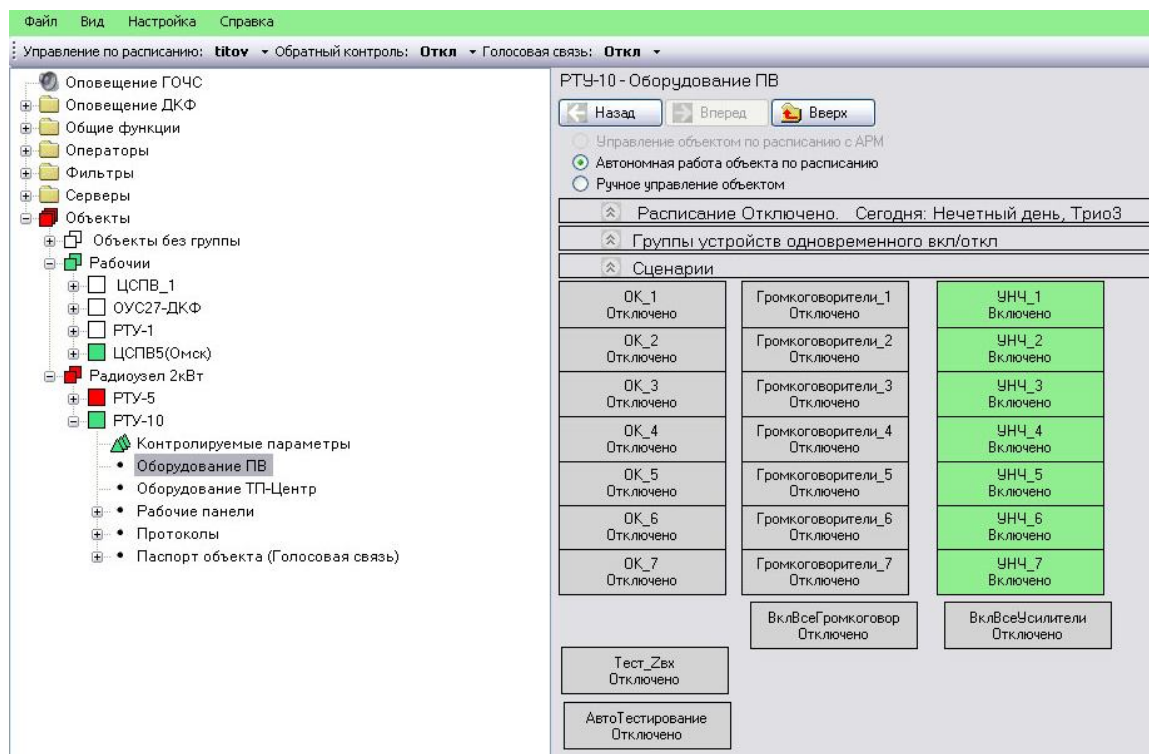 Файл Вид Настройка Справка
Управление по расписанию: titov Обратный контроль: Откл Голосовая связь: Откл
Оповещение ГОЧС
Оповещение ДКФ
Общие функции
Операторы
Фильтры
Серверы
Объекты
Объекты без группы
Рабочии
ЦСПВ_1
ОУС27-ДКФ
РТУ-1
ЦСПВ5(Омск)
Радиоузел 2кВт
РТУ-5
РТУ-10
Контролируемые параметры
Оборудование ПВ
Оборудование ТП-Центр
Рабочие панели
Протоколы
Паспорт объекта (Голосовая связь)
РТУ-10 - Оборудование ПВ
Назад Вперед Вверх
Управление объектом по расписанию с АРМ
Автономная работа объекта по расписанию
Ручное управление объектом
Расписание Отключено. Сегодня: Нечетный день, Трио3
Группы устройств одновременного вкл/откл
Сценарии
ОК_1 Громкоговорители_1 УНЧ_1
Отключено Отключено Включено
ОК_2 Громкоговорители_2 УНЧ_2
Отключено Отключено Включено
ОК_3 Громкоговорители_3 УНЧ_3
Отключено Отключено Включено
ОК_4 Громкоговорители_4 УНЧ_4
Отключено Отключено Включено
ОК_5 Громкоговорители_5 УНЧ_5
Отключено Отключено Включено
ОК_6 Громкоговорители_6 УНЧ_6
Отключено Отключено Включено
ОК_7 Громкоговорители_7 УНЧ_7
Отключено Отключено Включено
ВклВсеГромкоговор ВклВсеУсилители
Отключено Отключено
Тест_Zвх
Отключено
АвтоТестирование
Отключено